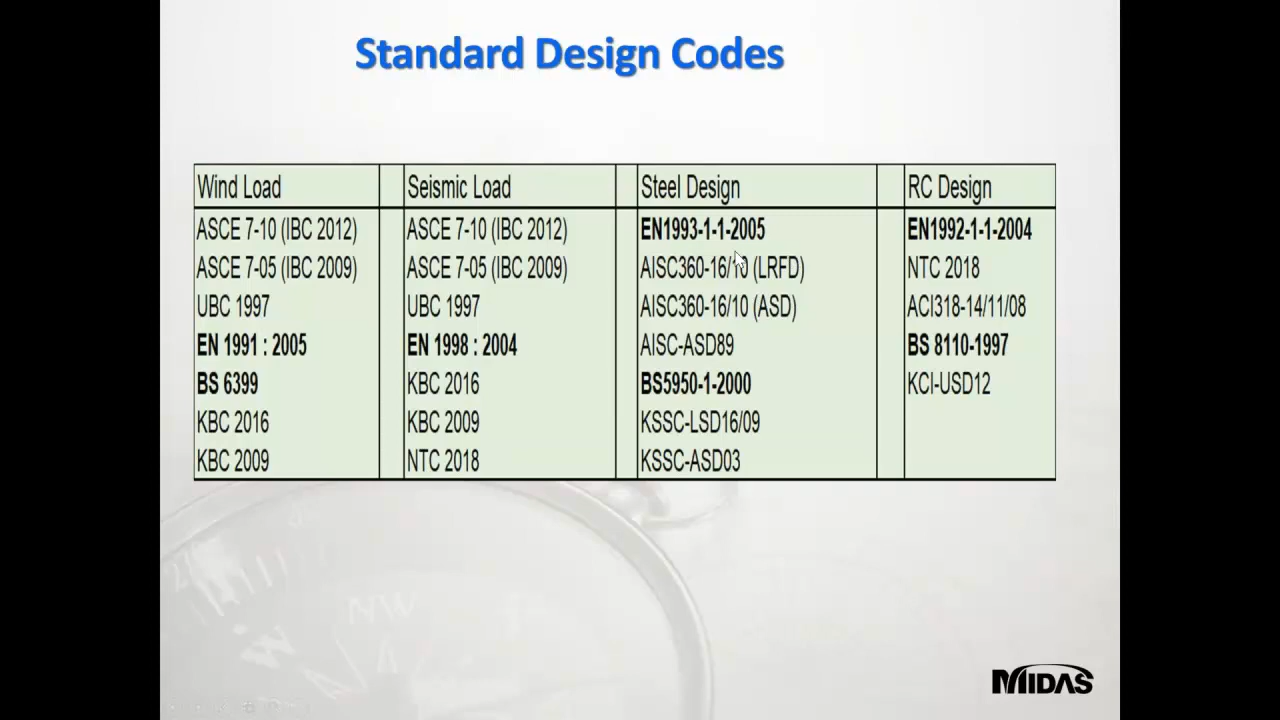 Standard Design Codes
Wind Load Seismic Load Steel Design RC Design
ASCE 7-10 (IBC 2012) ASCE 7-10 (IBC 2012) EN1993-1-1-2005 EN1992-1-1-2004
ASCE 7-05 (IBC 2009) ASCE 7-05 (IBC 2009) AISC360-16/10 (LRFD) NTC 2018
UBC 1997 UBC 1997 AISC360-16/10 (ASD) ACI318-14/11/08
EN 1991 : 2005 EN 1998 : 2004 AISC-ASD89 BS 8110-1997
BS 6399 KBC 2016 BS5950-1-2000 KCI-USD12
KBC 2016 KBC 2009 KSSC-LSD16/09
KBC 2009 NTC 2018 KSSC-ASD03
NW
W
MIDAS